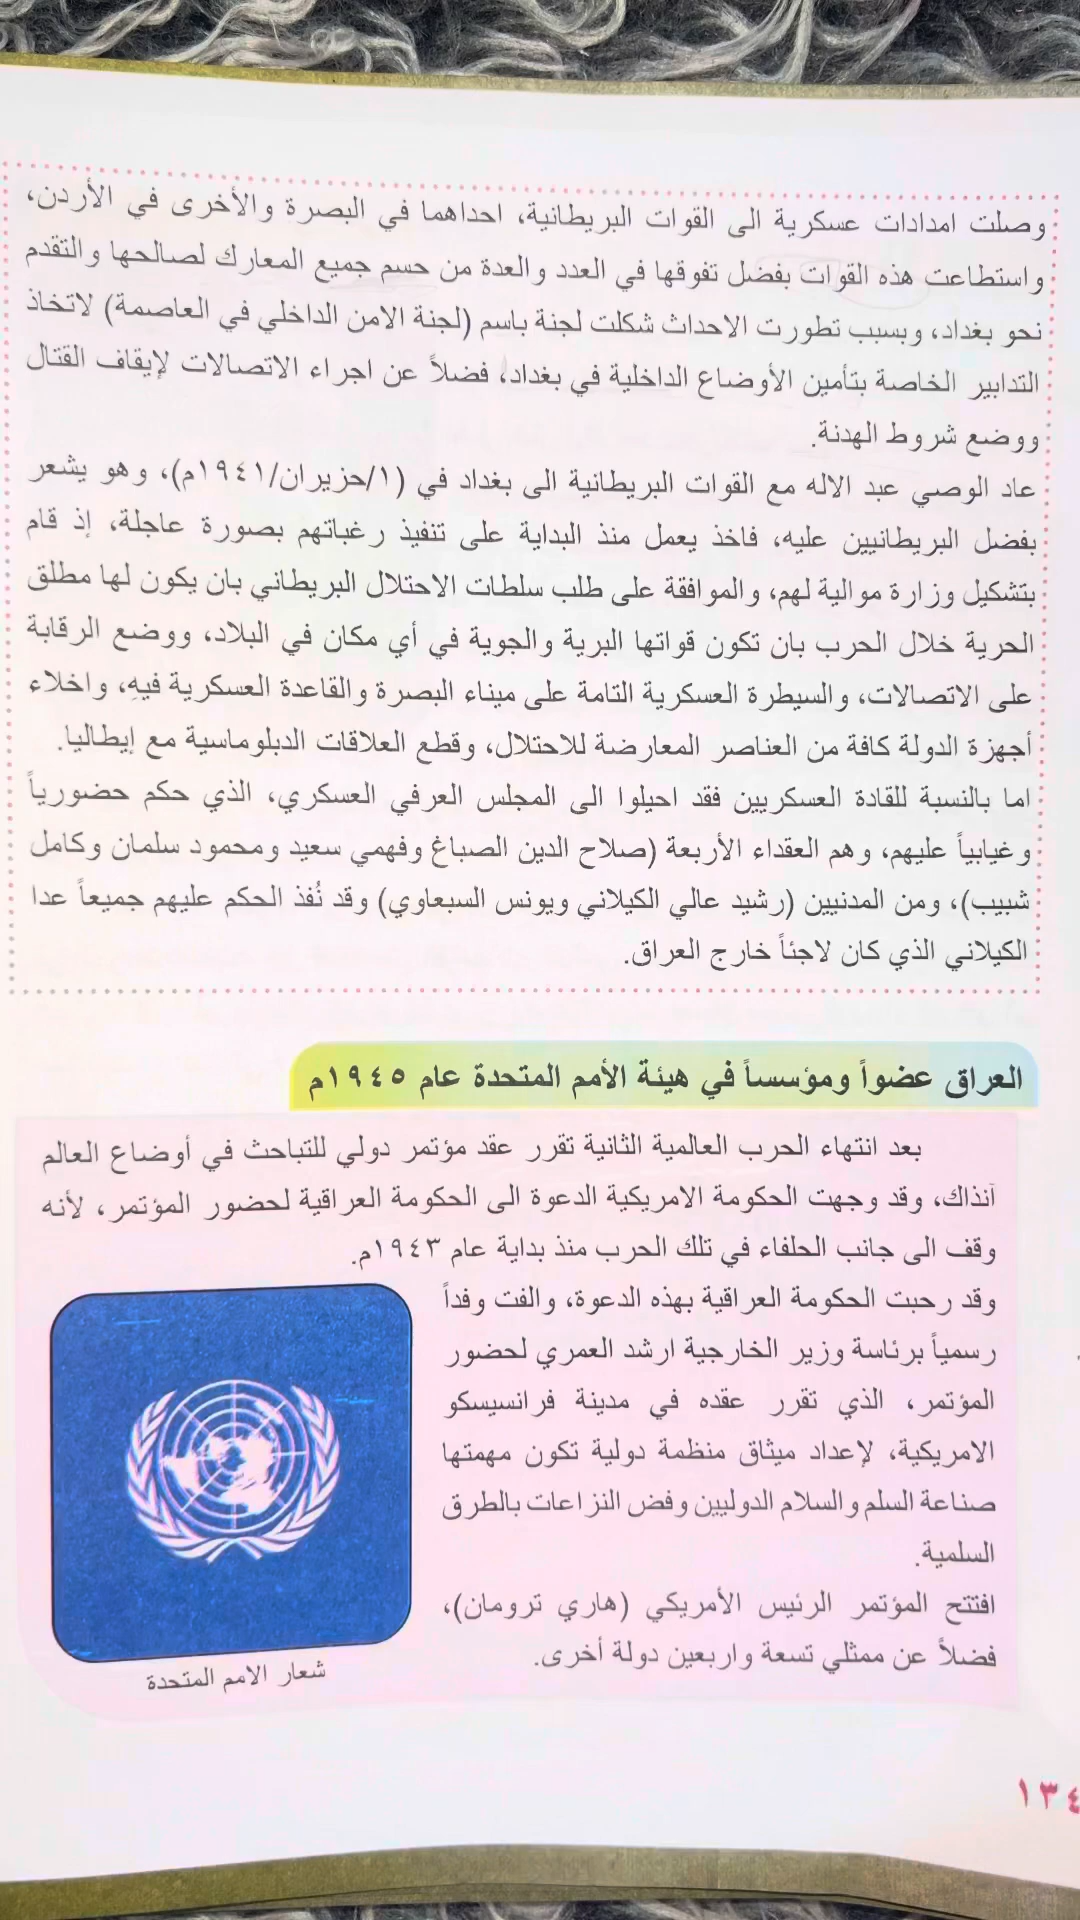 وصلت امدادات عسكرية الى القوات البريطانية، احداهما في البصرة والأخرى في الأردن،
واستطاعت هذه القوات بفضل تفوقها في العدد والعدة من حسم جميع المعارك لصالحها والتقدم
نحو بغداد، وبسبب تطورت الاحداث شكلت لجنة باسم (لجنة الامن الداخلي في العاصمة) لاتخاذ
التدابير الخاصة بتأمين الأوضاع الداخلية في بغداد، فضلاً عن اجراء الاتصالات لإيقاف القتال
ووضع شروط الهدنة.
عاد الوصي عبد الاله مع القوات البريطانية الى بغداد في (١/حزيران/١٩٤١م)، وهو يشعر
بفضل البريطانيين عليه، فاخذ يعمل منذ البداية على تنفيذ رغباتهم بصورة عاجلة، إذ قام
بتشكيل وزارة موالية لهم، والموافقة على طلب سلطات الاحتلال البريطاني بان يكون لها مطلق
الحرية خلال الحرب بان تكون قواتها البرية والجوية في أي مكان في البلاد، ووضع الرقابة
على الاتصالات، والسيطرة العسكرية التامة على ميناء البصرة والقاعدة العسكرية فيهِ، واخلاء
أجهزة الدولة كافة من العناصر المعارضة للاحتلال، وقطع العلاقات الدبلوماسية مع إيطاليا.
اما بالنسبة للقادة العسكريين فقد احيلوا الى المجلس العرفي العسكري، الذي حكم حضورياً
وغيابياً عليهم، وهم العقداء الأربعة (صلاح الدين الصباغ وفهمي سعيد ومحمود سلمان وكامل
شبيب)، ومن المدنيين (رشيد عالي الكيلاني ويونس السبعاوي) وقد نُفذ الحكم عليهم جميعاً عدا
الكيلاني الذي كان لاجئاً خارج العراق.
العراق عضواً ومؤسساً في هيئة الأمم المتحدة عام ١٩٤٥م
بعد انتهاء الحرب العالمية الثانية تقرر عقد مؤتمر دولي للتباحث في أوضاع العالم
آنذاك، وقد وجهت الحكومة الامريكية الدعوة الى الحكومة العراقية لحضور المؤتمر، لأنه
وقف الى جانب الحلفاء في تلك الحرب منذ بداية عام ١٩٤٣م.
وقد رحبت الحكومة العراقية بهذه الدعوة، والفت وفداً
رسمياً برئاسة وزير الخارجية ارشد العمري لحضور
المؤتمر، الذي تقرر عقده في مدينة فرانسيسكو
الامريكية، لإعداد ميثاق منظمة دولية تكون مهمتها
صناعة السلم والسلام الدوليين وفض النزاعات بالطرق
السلمية.
افتتح المؤتمر الرئيس الأمريكي (هاري ترومان)،
فضلاً عن ممثلي تسعة واربعين دولة أخرى.
شعار الامم المتحدة
١٣٤